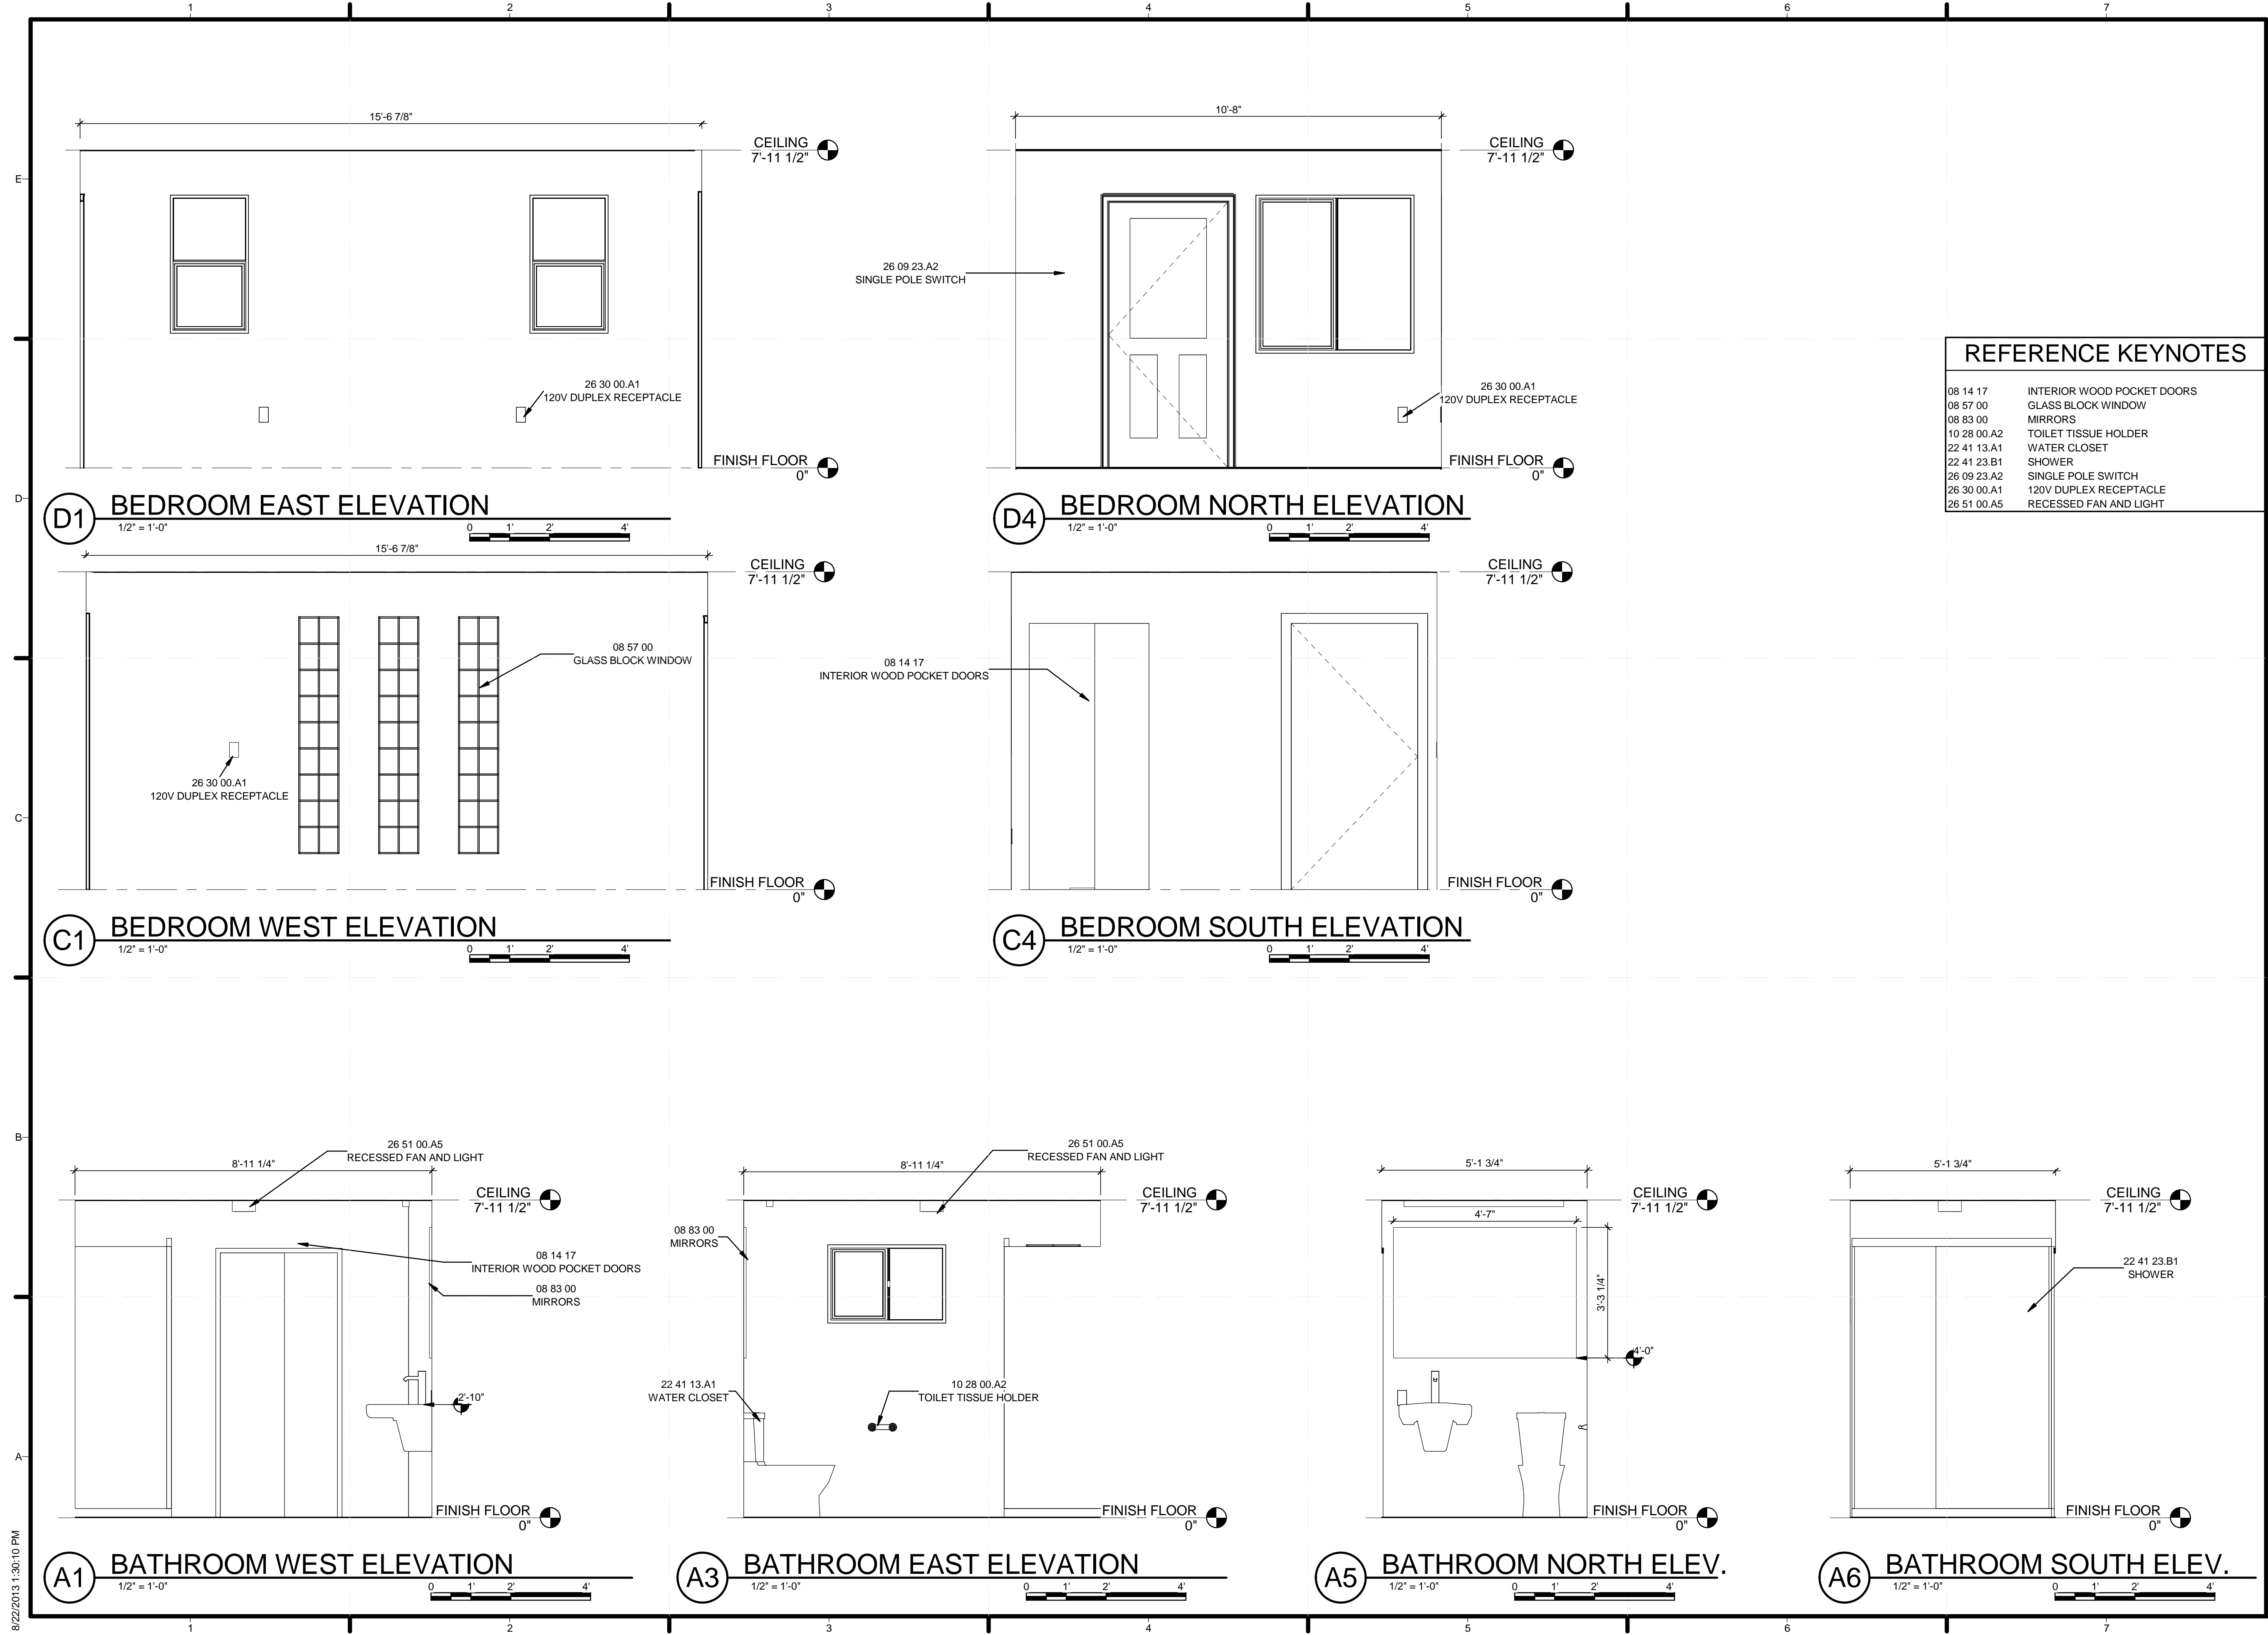 1 2 3 4 5 6 7
E
D
C
B
A
15'-6 7/8"
CEILING
7'-11 1/2"
26 30 00.A1
120V DUPLEX RECEPTACLE
FINISH FLOOR
0"
D1 BEDROOM EAST ELEVATION
1/2" = 1'-0"
0 1' 2' 4'
10'-8"
CEILING
7'-11 1/2"
26 09 23.A2
SINGLE POLE SWITCH
26 30 00.A1
120V DUPLEX RECEPTACLE
FINISH FLOOR
0"
D4 BEDROOM NORTH ELEVATION
1/2" = 1'-0"
0 1' 2' 4'
REFERENCE KEYNOTES
08 14 17 INTERIOR WOOD POCKET DOORS
08 57 00 GLASS BLOCK WINDOW
08 83 00 MIRRORS
10 28 00.A2 TOILET TISSUE HOLDER
22 41 13.A1 WATER CLOSET
22 41 23.B1 SHOWER
26 09 23.A2 SINGLE POLE SWITCH
26 30 00.A1 120V DUPLEX RECEPTACLE
26 51 00.A5 RECESSED FAN AND LIGHT
15'-6 7/8"
CEILING
7'-11 1/2"
08 57 00
GLASS BLOCK WINDOW
26 30 00.A1
120V DUPLEX RECEPTACLE
FINISH FLOOR
0"
C1 BEDROOM WEST ELEVATION
1/2" = 1'-0"
0 1' 2' 4'
CEILING
7'-11 1/2"
08 14 17
INTERIOR WOOD POCKET DOORS
FINISH FLOOR
0"
C4 BEDROOM SOUTH ELEVATION
1/2" = 1'-0"
0 1' 2' 4'
26 51 00.A5
RECESSED FAN AND LIGHT
8'-11 1/4"
CEILING
7'-11 1/2"
08 14 17
INTERIOR WOOD POCKET DOORS
08 83 00
MIRRORS
2'-10"
FINISH FLOOR
0"
A1 BATHROOM WEST ELEVATION
1/2" = 1'-0"
0 1' 2' 4'
26 51 00.A5
RECESSED FAN AND LIGHT
8'-11 1/4"
CEILING
7'-11 1/2"
08 83 00
MIRRORS
22 41 13.A1
WATER CLOSET
10 28 00.A2
TOILET TISSUE HOLDER
FINISH FLOOR
0"
A3 BATHROOM EAST ELEVATION
1/2" = 1'-0"
0 1' 2' 4'
5'-1 3/4"
CEILING
7'-11 1/2"
4'-7"
3'-3 1/4"
4'-0"
FINISH FLOOR
0"
A5 BATHROOM NORTH ELEV.
1/2" = 1'-0"
0 1' 2' 4'
5'-1 3/4"
CEILING
7'-11 1/2"
22 41 23.B1
SHOWER
FINISH FLOOR
0"
A6 BATHROOM SOUTH ELEV.
1/2" = 1'-0"
0 1' 2' 4'
8/22/2013 1:30:10 PM
1 2 3 4 5 6 7